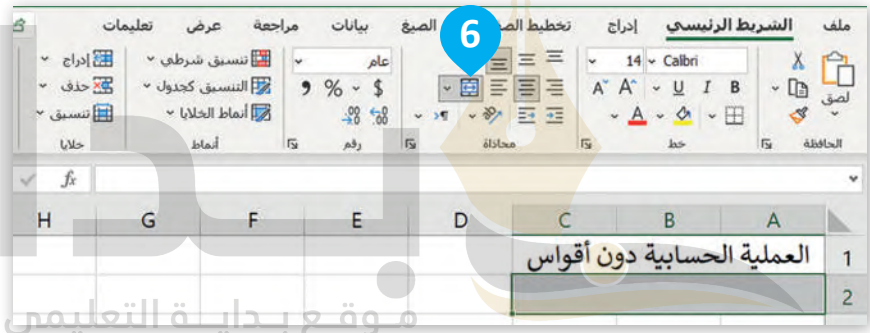 ملف الشريط الرئيسي إدراج تخطيط الصف الصيغ بيانات مراجعة عرض تعليمات
6
لصق Calibri 14 عام تنسيق شرطي إدراج
B I U A A $ % , التنسيق كجدول حذف
A ab أنماط الخلايا تنسيق
الحافظة خط محاذاة رقم أنماط خلايا
fx
A B C D E F G H
1 العملية الحسابية دون أقواس
2
بداية
موقع بداية التعليمي